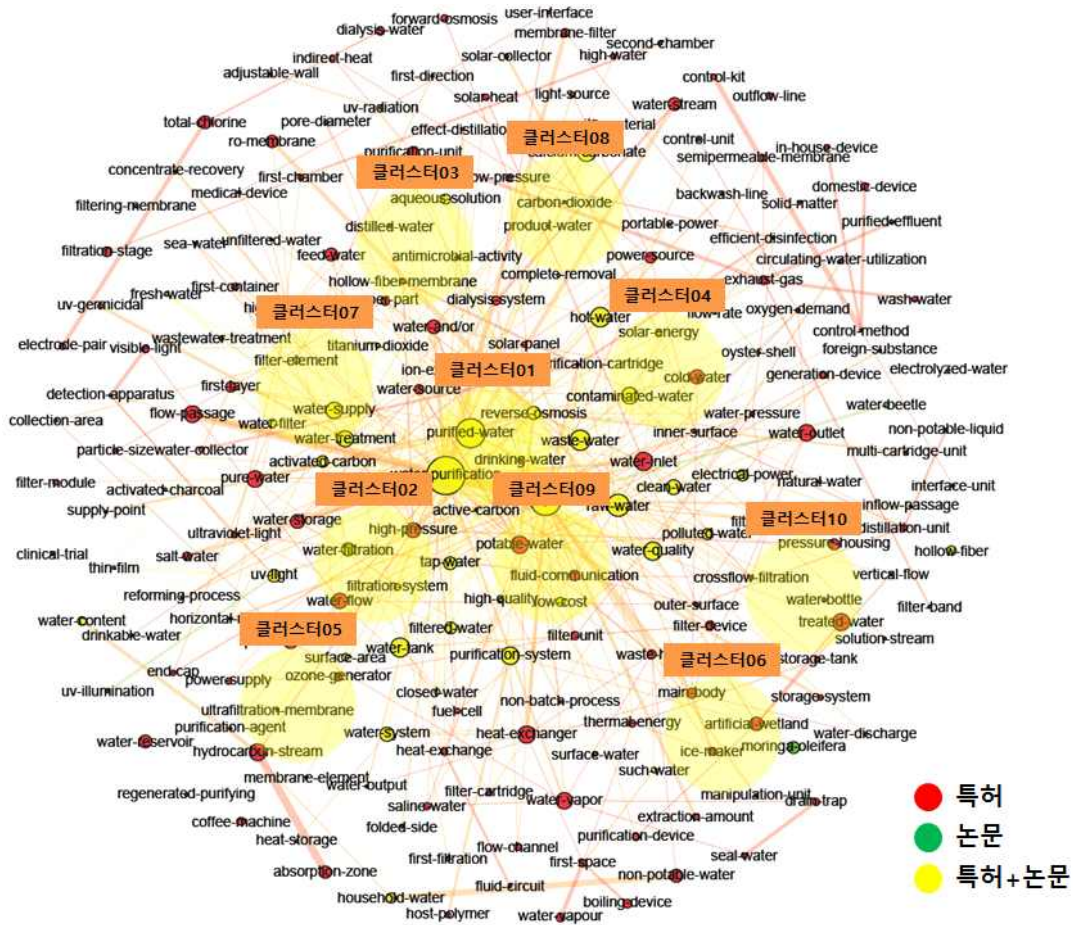 forward-osmosis
user-interface
dialysis-water
membrane-filter
second-chamber
indirect-heat
solar-collector
high-water
adjustable-wall
first-direction
control-kit
uv-radiation
solar-heat
light-source
water-stream
outflow-line
total-chlorine
pore-diameter
effect-distillation
ro-membrane
클러스터08
control-unit
in-house-device
purification-unit
semipermeable-membrane
concentrate-recovery
first-chamber
클러스터03
carbon-dioxide
backwash-line
domestic-device
medical-device
aqueous-solution
solid-matter
filtering-membrane
distilled-water
product-water
portable-power
purified-effluent
sea-water
unfiltered-water
efficient-disinfection
filtration-stage
feed-water
antimicrobial-activity
power-source
circulating-water-utilization
complete-removal
first-container
hollow-fiber-membrane
클러스터04
exhaust-gas
uv-germicidal
fresh-water
dialysis-system
wash-water
클러스터07
hot-water
flow-rate
oxygen-demand
wastewater-treatment
water-and/or
solar-energy
control-method
electrode-pair
visible-light
titanium-dioxide
solar-panel
oyster-shell
foreign-substance
filter-element
클러스터01
cold-water
generation-device
electrolyzed-water
detection-apparatus
first-layer
water-source
contaminated-water
water-beetle
collection-area
flow-passage
water-supply
reverse-osmosis
water-pressure
non-potable-liquid
water-filter
purified-water
waste-water
inner-surface
water-outlet
particle-size
water-collector
water-treatment
drinking-water
multi-cartridge-unit
filter-module
activated-carbon
purification
water-inlet
electrical-power
natural-water
interface-unit
activated-charcoal
pure-water
클러스터02
클러스터09
clean-water
supply-point
active-carbon
raw-water
inflow-passage
water-storage
high-pressure
클러스터10
distillation-unit
ultraviolet-light
potable-water
polluted-water
pressure-housing
clinical-trial
salt-water
water-filtration
water-quality
hollow-fiber
thin-film
uv-light
tap-water
fluid-communication
crossflow-filtration
vertical-flow
reforming-process
filtration-system
water-flow
high-quality
low-cost
outer-surface
water-bottle
filter-band
water-content
클러스터05
filtered-water
filter-device
treated-water
drinkable-water
filter-unit
solution-stream
water-tank
purification-system
클러스터06
storage-tank
surface-area
end-cap
power-supply
ozone-generator
uv-illumination
closed-water
non-batch-process
main-body
storage-system
ultrafiltration-membrane
fuel-cell
thermal-energy
artificial-wetland
purification-agent
water-system
heat-exchanger
water-discharge
water-reservoir
hydrocarbon-stream
heat-exchange
surface-water
ice-maker
moringa-oleifera
such-water
membrane-element
water-output
filter-cartridge
manipulation-unit
regenerated-purifying
saline-water
water-vapor
drain-trap
coffee-machine
folded-side
extraction-amount
heat-storage
flow-channel
purification-device
first-filtration
first-space
seal-water
absorption-zone
fluid-circuit
non-potable-water
household-water
boiling-device
host-polymer
water-vapour
특허
논문
특허+논문